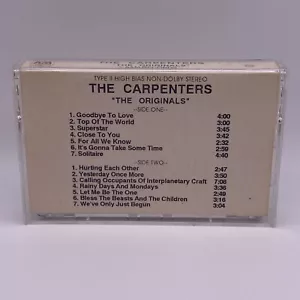 TYPE II HIGH BIAS NON-DOLBY STEREO
THE CARPENTERS
"THE ORIGINALS"
-SIDE ONE-
1. Goodbye To Love 4:00
2. Top Of The World 3:00
3. Superstar 3:45
4. Close To You 3:42
5. For All We Know 2:32
6. It's Gonna Take Some Time 2:59
7. Solitaire 4:40
-SIDE TWO-
1. Hurting Each Other 2:47
2. Yesterday Once More 3:50
3. Calling Occupants Of Interplanetary Craft 7:06
4. Rainy Days And Mondays 3:36
5. Let Me Be The One 2:49
6. Bless The Beasts And The Children 3:16
7. We've Only Just Begun 3:04